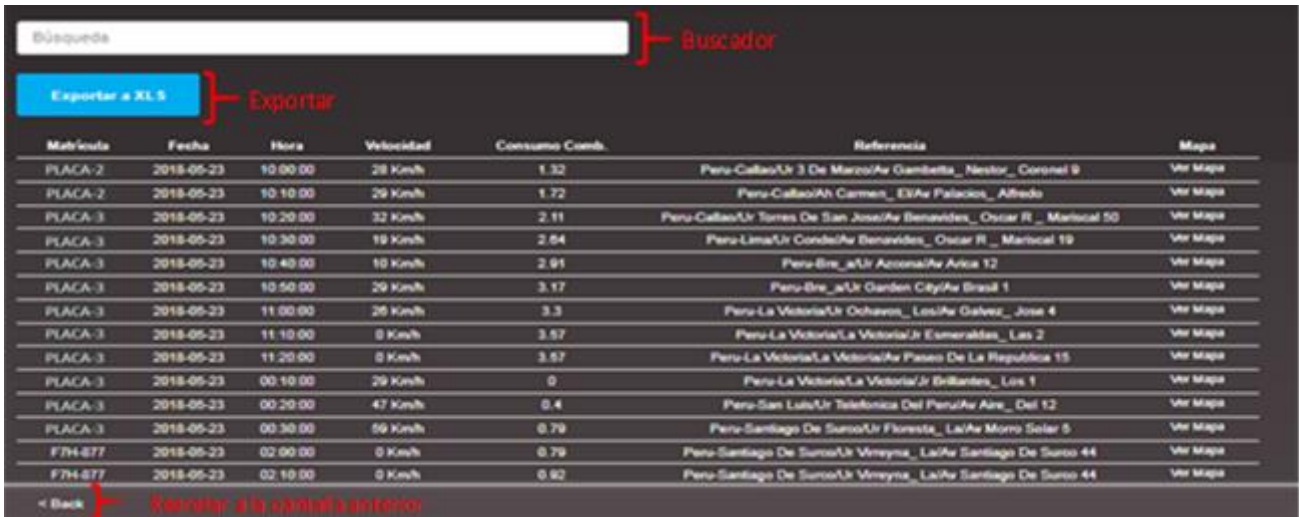 Búsqueda
Buscador
Exportar a XLS
Exportar
Matrícula Fecha Hora Velocidad Consumo Comb. Referencia Mapa
PLACA-2 2018-05-23 10:00:00 28 Km/h 1.32 Peru-Callao/Ur 3 De Marzo/Av Gambetta_ Nestor_ Coronel 9 Ver Mapa
PLACA-2 2018-05-23 10:10:00 29 Km/h 1.72 Peru-Callao/Ah Carmen_ El/Av Palacios_ Alfredo Ver Mapa
PLACA-3 2018-05-23 10:20:00 32 Km/h 2.11 Peru-Callao/Ur Torres De San Jose/Av Benavides_ Oscar R _ Mariscal 50 Ver Mapa
PLACA-3 2018-05-23 10:30:00 19 Km/h 2.64 Peru-Lima/Ur Conde/Av Benavides_ Oscar R _ Mariscal 19 Ver Mapa
PLACA-3 2018-05-23 10:40:00 10 Km/h 2.91 Peru-Bre_a/Ur Azcona/Av Arica 12 Ver Mapa
PLACA-3 2018-05-23 10:50:00 29 Km/h 3.17 Peru-Bre_a/Ur Garden City/Av Brasil 1 Ver Mapa
PLACA-3 2018-05-23 11:00:00 26 Km/h 3.3 Peru-La Victoria/Ur Ochavos_ Los/Av Galvez_ Jose 4 Ver Mapa
PLACA-3 2018-05-23 11:10:00 0 Km/h 3.57 Peru-La Victoria/La Victoria/Jr Esmeraldas_ Las 2 Ver Mapa
PLACA-3 2018-05-23 11:20:00 0 Km/h 3.57 Peru-La Victoria/La Victoria/Av Paseo De La Republica 15 Ver Mapa
PLACA-3 2018-05-23 00:10:00 29 Km/h 0 Peru-La Victoria/La Victoria/Jr Brillantes_ Los 1 Ver Mapa
PLACA-3 2018-05-23 00:20:00 47 Km/h 0.4 Peru-San Luis/Ur Telefonica Del Peru/Av Aire_ Del 12 Ver Mapa
PLACA-3 2018-05-23 00:30:00 59 Km/h 0.79 Peru-Santiago De Surco/Ur Floresta_ La/Av Morro Solar 5 Ver Mapa
F7H-877 2018-05-23 02:00:00 0 Km/h 0.79 Peru-Santiago De Surco/Ur Virreyna_ La/Av Santiago De Surco 44 Ver Mapa
F7H-877 2018-05-23 02:10:00 0 Km/h 0.92 Peru-Santiago De Surco/Ur Virreyna_ La/Av Santiago De Surco 44 Ver Mapa
< Back
a la pantalla anterior